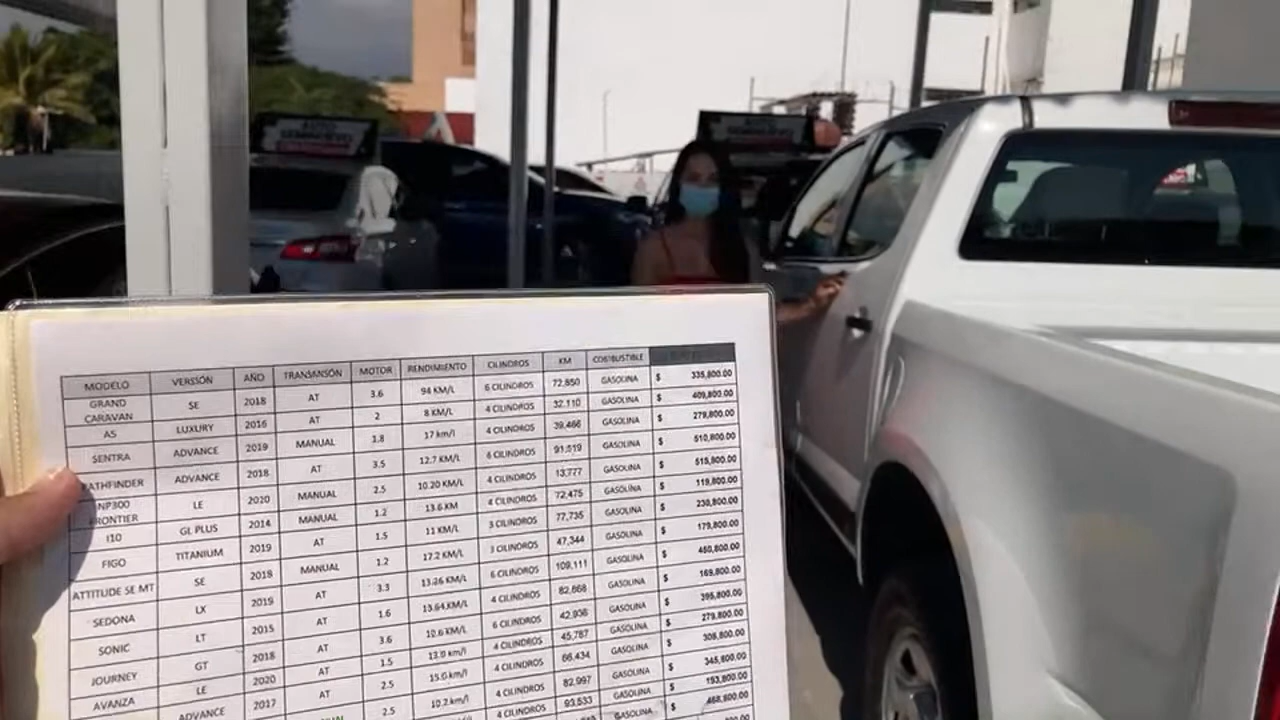 MODELO VERSSÓN AÑO TRANSANSÓN MOTOR RENDIMIENTO CILINDROS KM COSTBUSTIBLE
GRAND CARAVAN SE 2018 AT 3.6 94 KM/L 6 CILINDROS 72,850 GASOLINA $ 335,800.00
A5 LUXURY 2016 AT 2 8 KM/L 4 CILINDROS 32,110 GASOLINA $ 409,800.00
SENTRA ADVANCE 2019 MANUAL 1.8 17 km/l 4 CILINDROS 39,466 GASOLINA $ 279,800.00
PATHFINDER ADVANCE 2018 AT 3.5 12.7 KM/L 6 CILINDROS 91,519 GASOLINA $ 510,800.00
NP300 FRONTIER LE 2020 MANUAL 2.5 10.20 KM/L 4 CILINDROS 13,777 GASOLINA $ 515,800.00
I10 GL PLUS 2014 MANUAL 1.2 13.6 KM 4 CILINDROS 72,475 GASOLINA $ 119,800.00
FIGO TITANIUM 2019 AT 1.5 11 KM/L 3 CILINDROS 77,735 GASOLINA $ 230,800.00
ATTITUDE SE MT SE 2018 MANUAL 1.2 17.2 KM/L 3 CILINDROS 47,344 GASOLINA $ 179,800.00
SEDONA LX 2019 AT 3.3 13.26 KM/L 6 CILINDROS 109,111 GASOLINA $ 450,800.00
SONIC LT 2015 AT 1.6 13.64 KM/L 4 CILINDROS 82,668 GASOLINA $ 169,800.00
JOURNEY GT 2018 AT 3.6 10.6 KM/L 6 CILINDROS 42,936 GASOLINA $ 395,800.00
AVANZA LE 2020 AT 1.5 13.0 km/l 4 CILINDROS 45,787 GASOLINA $ 279,800.00
ADVANCE 2017 AT 2.5 15.0 km/l 4 CILINDROS 66,434 GASOLINA $ 308,800.00
2.5 10.2 km/l 4 CILINDROS 82,997 GASOLINA $ 345,800.00
4 CILINDROS 93,533 GASOLINA $ 193,800.00
$ 468,800.00